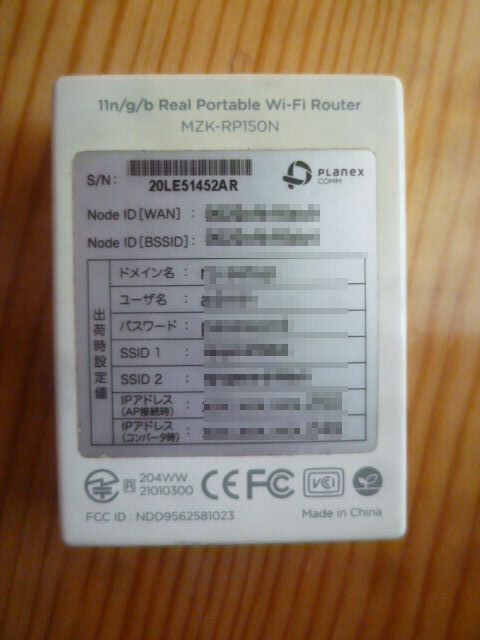 11n/g/b Real Portable Wi-Fi Router
MZK-RP150N
S/N: 20LE51452AR
PLANEX
COMM
Node ID [WAN] :
Node ID [BSSID] :
出荷時設定値
ドメイン名 :
ユーザ名 :
パスワード :
SSID 1 :
SSID 2 :
IPアドレス
(AP接続時) :
IPアドレス
(コンバータ時) :
R 204WW
21010300
CE FC VCI
FCC ID : NDD9562581023
Made in China